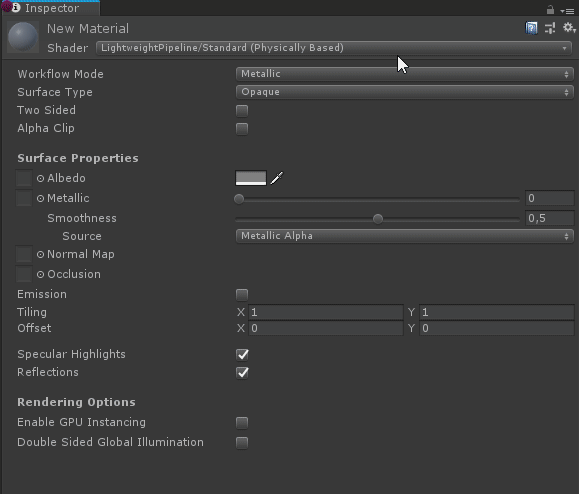 Inspector
New Material
Shader LightweightPipeline/Standard (Physically Based)
Workflow Mode Metallic
Surface Type Opaque
Two Sided
Alpha Clip
Surface Properties
Albedo
Metallic 0
Smoothness 0,5
Source Metallic Alpha
Normal Map
Occlusion
Emission
Tiling X 1 Y 1
Offset X 0 Y 0
Specular Highlights
Reflections
Rendering Options
Enable GPU Instancing
Double Sided Global Illumination